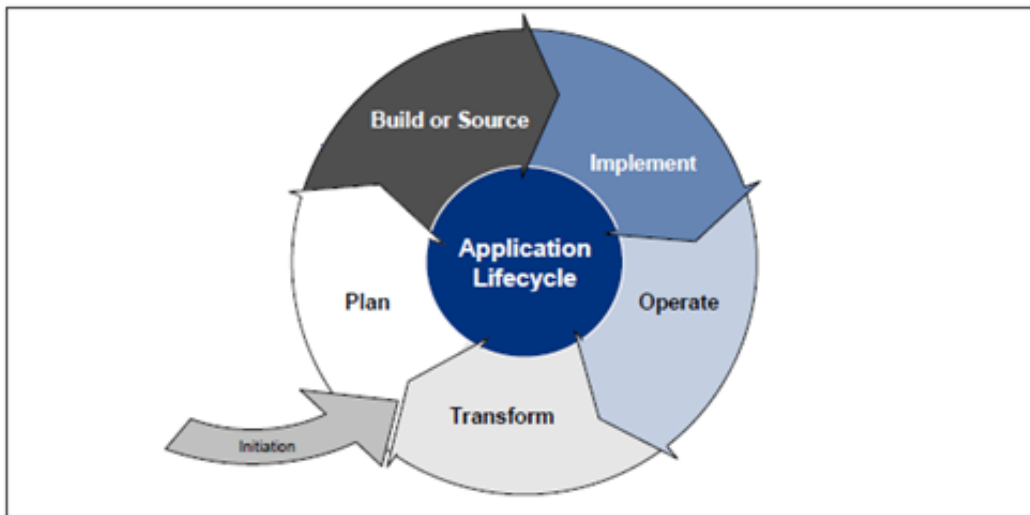 Build or Source
Implement
Application
Lifecycle
Plan
Operate
Transform
Initiation